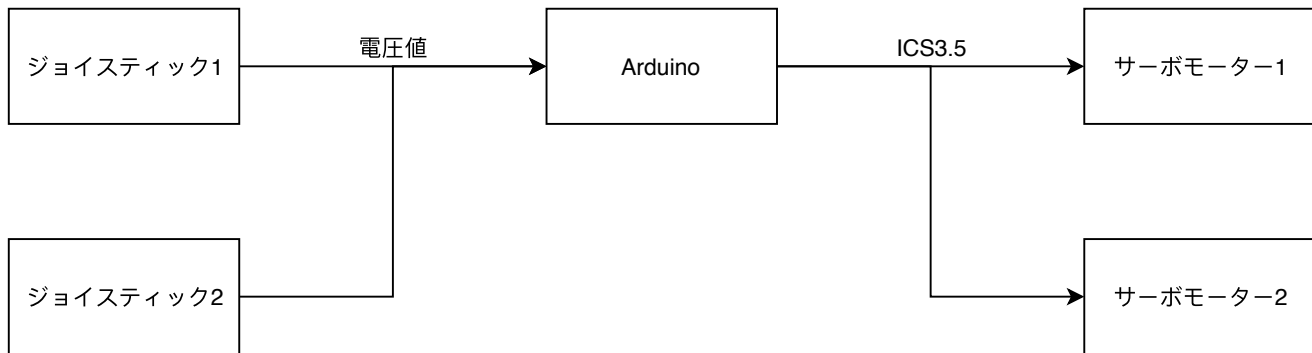 ジョイスティック1
電圧値
Arduino
ICS3.5
サーボモーター1
ジョイスティック2
サーボモーター2